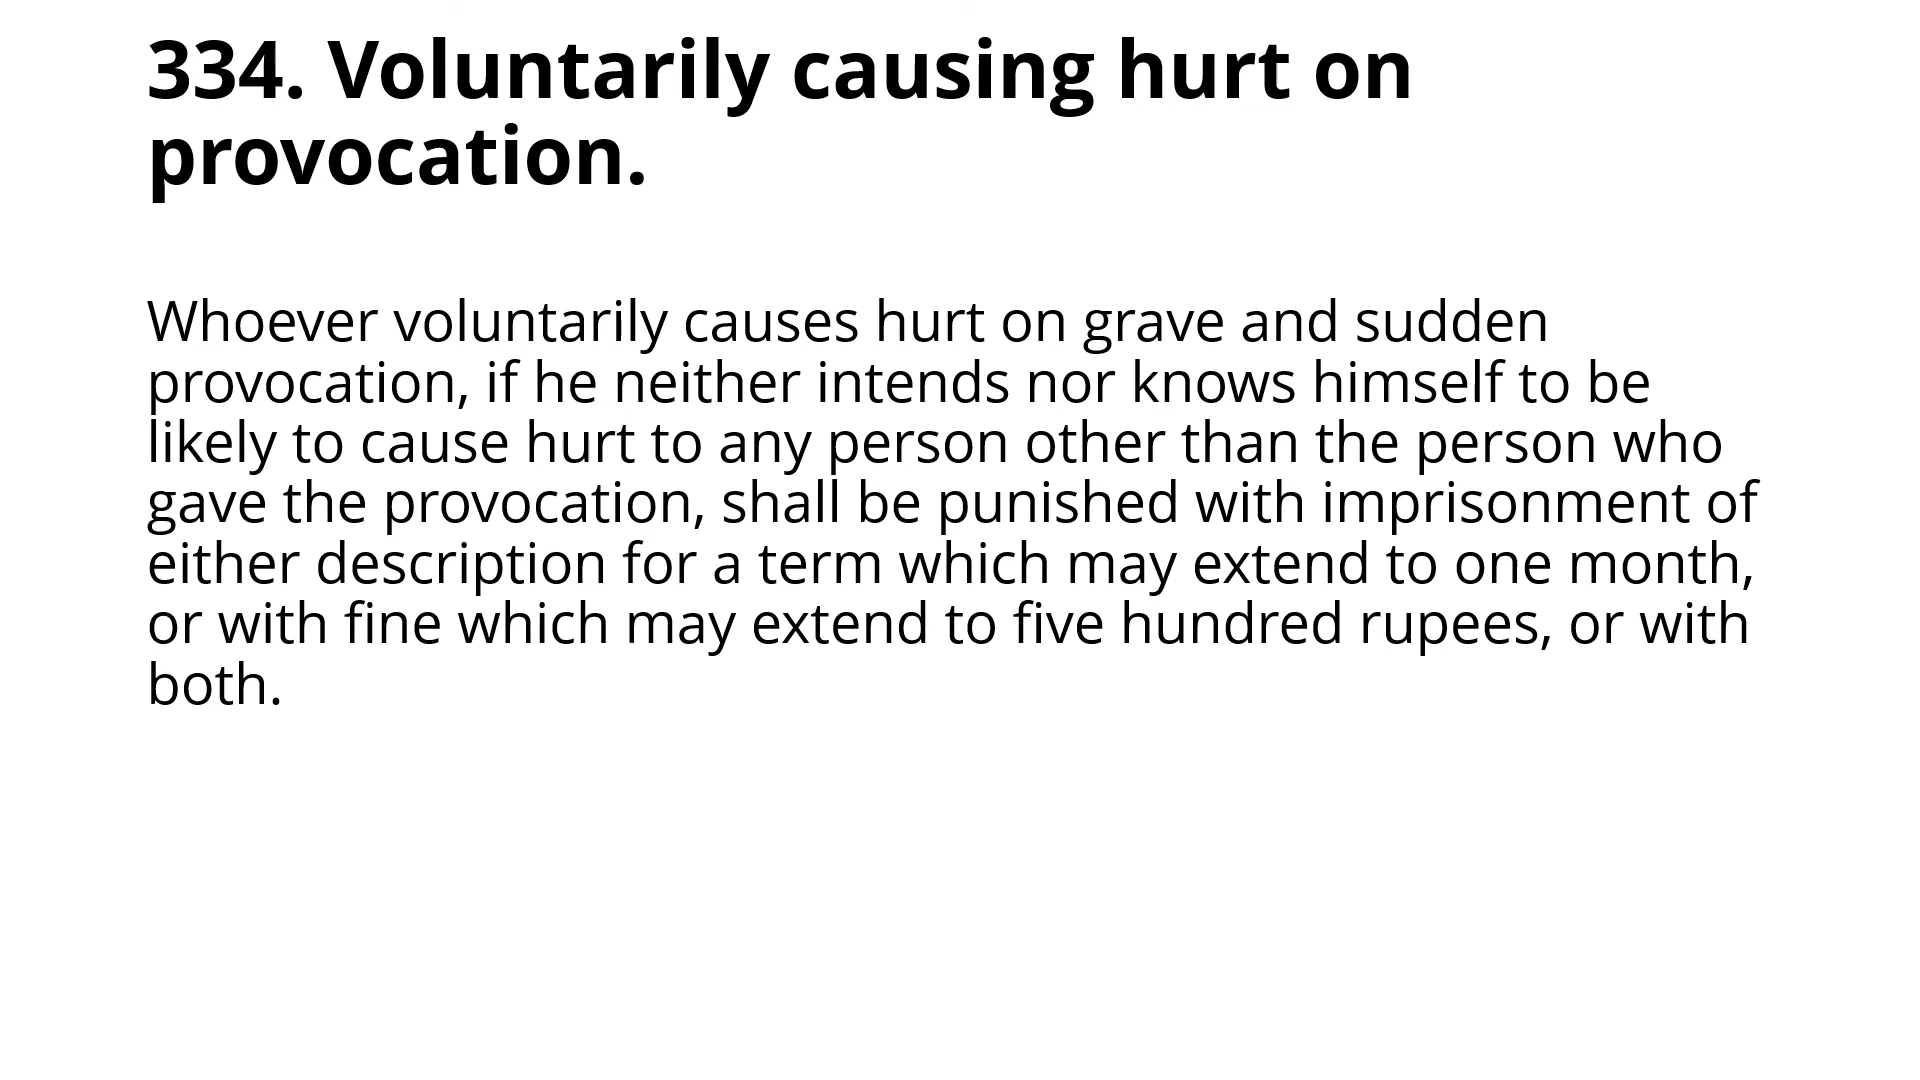 334. Voluntarily causing hurt on
provocation.
Whoever voluntarily causes hurt on grave and sudden
provocation, if he neither intends nor knows himself to be
likely to cause hurt to any person other than the person who
gave the provocation, shall be punished with imprisonment of
either description for a term which may extend to one month,
or with fine which may extend to five hundred rupees, or with
both.